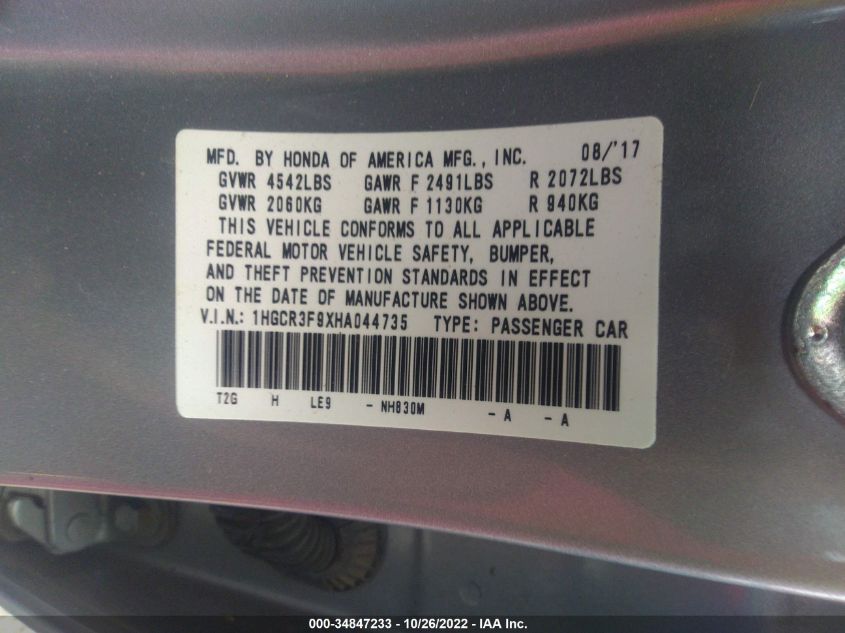 MFD. BY HONDA OF AMERICA MFG., INC. 08/'17
GVWR 4542LBS GAWR F 2491LBS R 2072LBS
GVWR 2060KG GAWR F 1130KG R 940KG
THIS VEHICLE CONFORMS TO ALL APPLICABLE
FEDERAL MOTOR VEHICLE SAFETY, BUMPER,
AND THEFT PREVENTION STANDARDS IN EFFECT
ON THE DATE OF MANUFACTURE SHOWN ABOVE.
V.I.N.: 1HGCR3F9XHA044735 TYPE: PASSENGER CAR
T2G H LE9 - NH830M - A - A
000-34847233 - 10/26/2022 - IAA Inc.